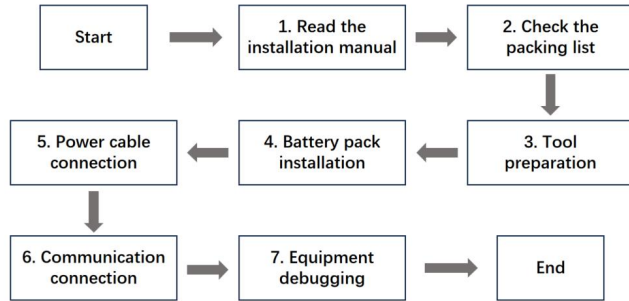 Start
1. Read the
installation manual
2. Check the
packing list
3. Tool
preparation
4. Battery pack
installation
5. Power cable
connection
6. Communication
connection
7. Equipment
debugging
End